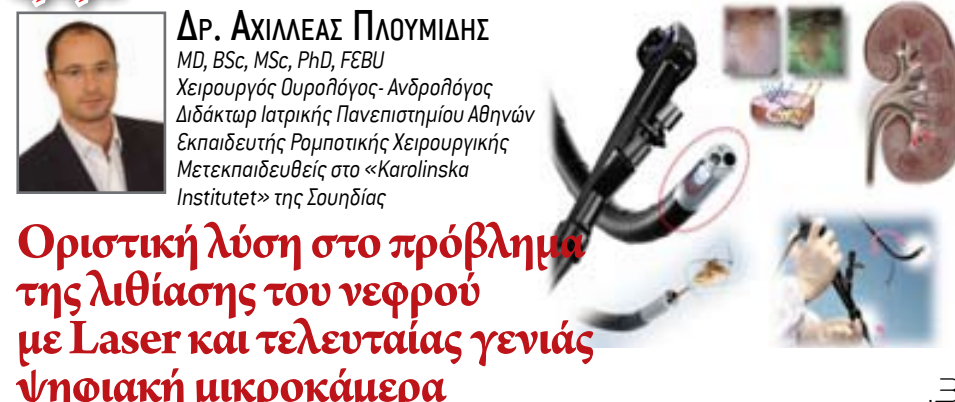 ΔΡ. ΑΧΙΛΛΕΑΣ ΠΛΟΥΜΙΔΗΣ
MD, BSc, MSc, PhD, FEBU
Χειρουργός Ουρολόγος- Ανδρολόγος
Διδάκτωρ Ιατρικής Πανεπιστημίου Αθηνών
Εκπαιδευτής Ρομποτικής Χειρουργικής
Μετεκπαιδευθείς στο «Karolinska
Institutet» της Σουηδίας
Οριστική λύση στο πρόβλημα
της λιθίασης του νεφρού
με Laser και τελευταίας γενιάς
ψηφιακή μικροκάμερα